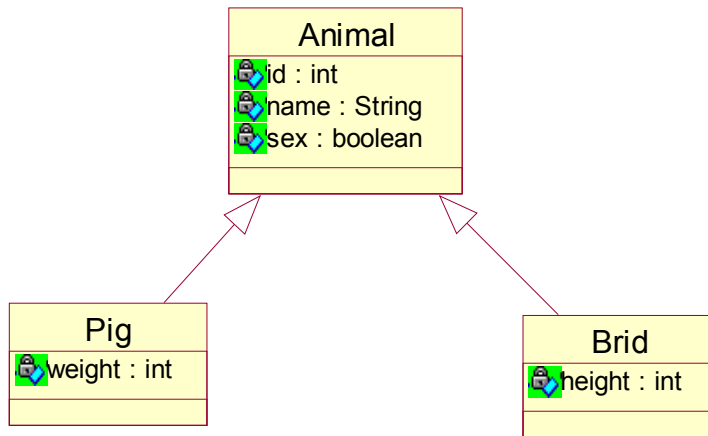 Animal
id : int
name : String
sex : boolean
Pig
weight : int
Brid
height : int